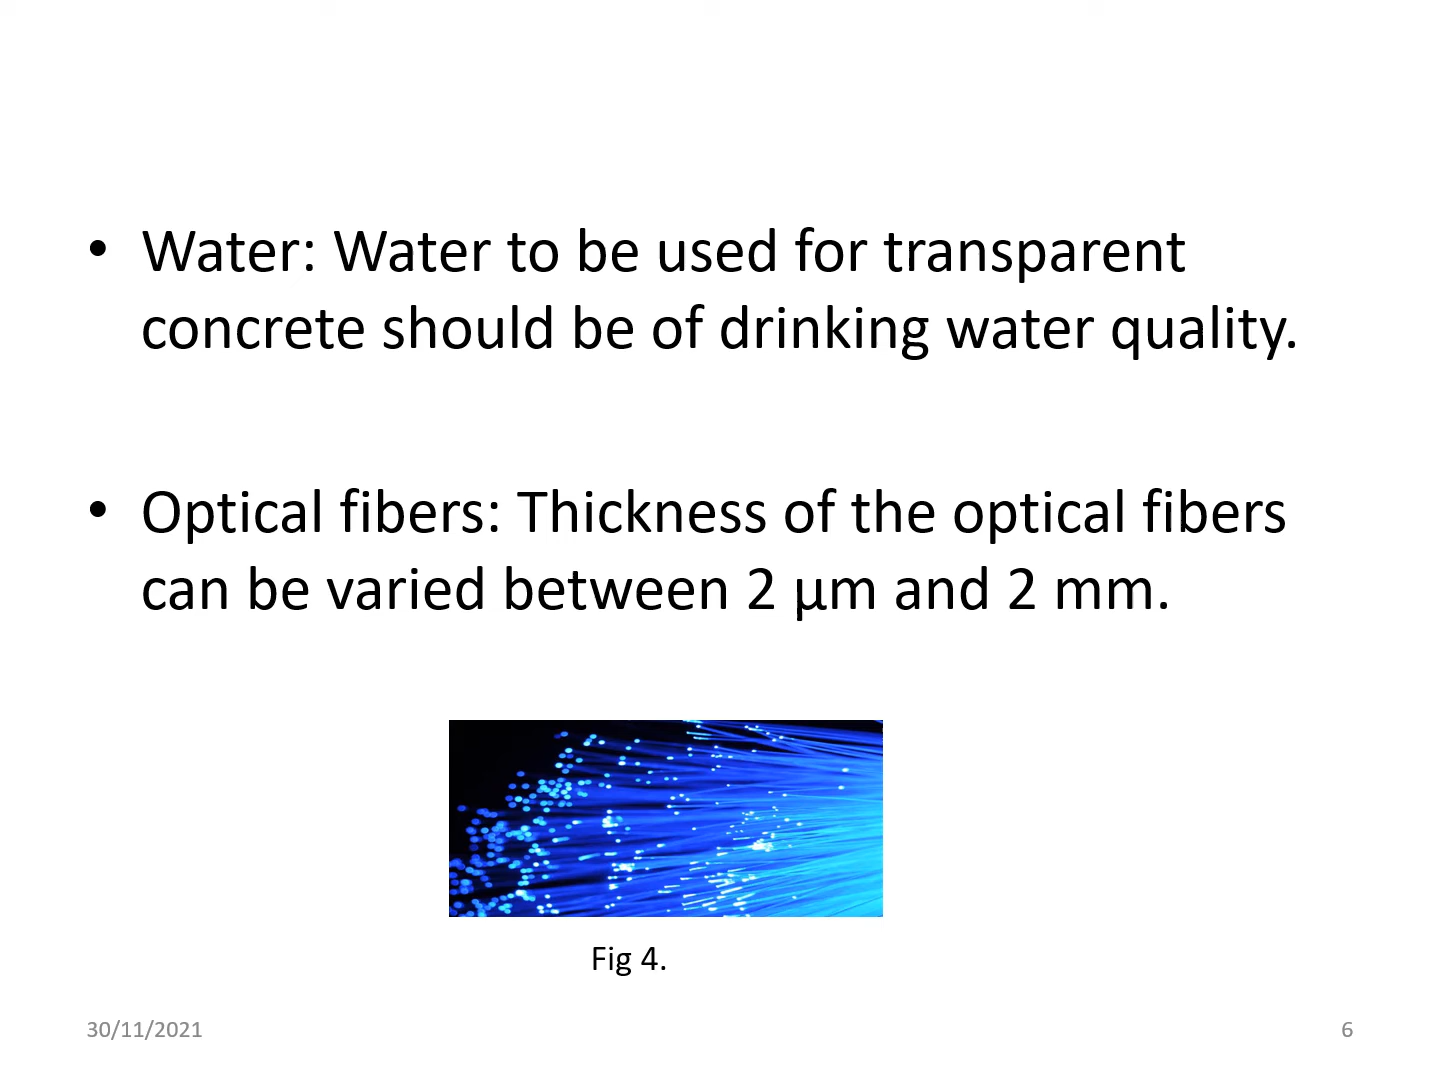 • Water: Water to be used for transparent
concrete should be of drinking water quality.
• Optical fibers: Thickness of the optical fibers
can be varied between 2 µm and 2 mm.
Fig 4.
30/11/2021
6